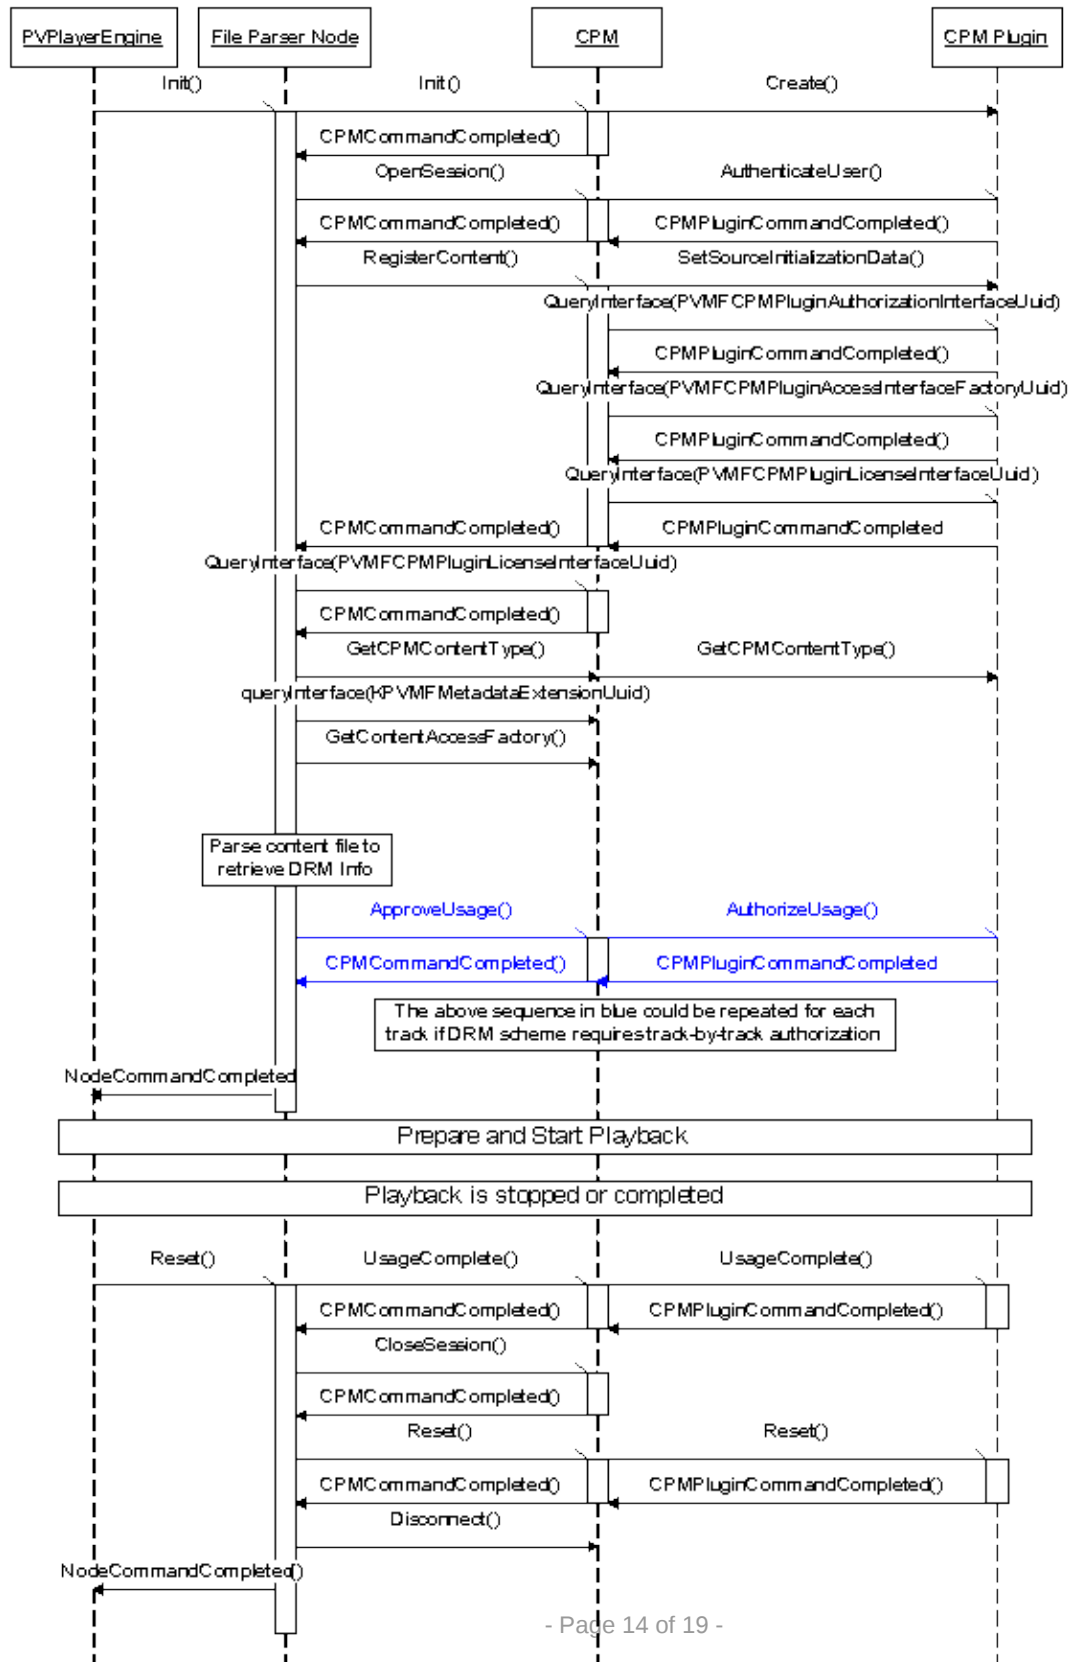 PVPlayerEngine
File Parser Node
CPM
CPM Plugin
Init()
Init()
Create()
CPMCommandCompleted()
OpenSession()
AuthenticateUser()
CPMCommandCompleted()
CPMPluginCommandCompleted()
RegisterContent()
SetSourceInitializationData()
QueryInterface(PVMFCPMPluginAuthorizationInterfaceUuid)
CPMPluginCommandCompleted()
QueryInterface(PVMFCPMPluginAccessInterfaceFactoryUuid)
CPMPluginCommandCompleted()
QueryInterface(PVMFCPMPluginLicenseInterfaceUuid)
CPMCommandCompleted()
CPMPluginCommandCompleted
QueryInterface(PVMFCPMPluginLicenseInterfaceUuid)
CPMCommandCompleted()
GetCPMContentType()
GetCPMContentType()
queryInterface(KPVMFMetadataExtensionUuid)
GetContentAccessFactory()
Parse content file to
retrieve DRM Info
ApproveUsage()
AuthorizeUsage()
CPMCommandCompleted()
CPMPluginCommandCompleted
The above sequence in blue could be repeated for each
track if DRM scheme requires track-by-track authorization
NodeCommandCompleted
Prepare and Start Playback
Playback is stopped or completed
Reset()
UsageComplete()
UsageComplete()
CPMCommandCompleted()
CPMPluginCommandCompleted()
CloseSession()
CPMCommandCompleted()
Reset()
Reset()
CPMCommandCompleted()
CPMPluginCommandCompleted()
Disconnect()
NodeCommandCompleted()
- Page 14 of 19 -